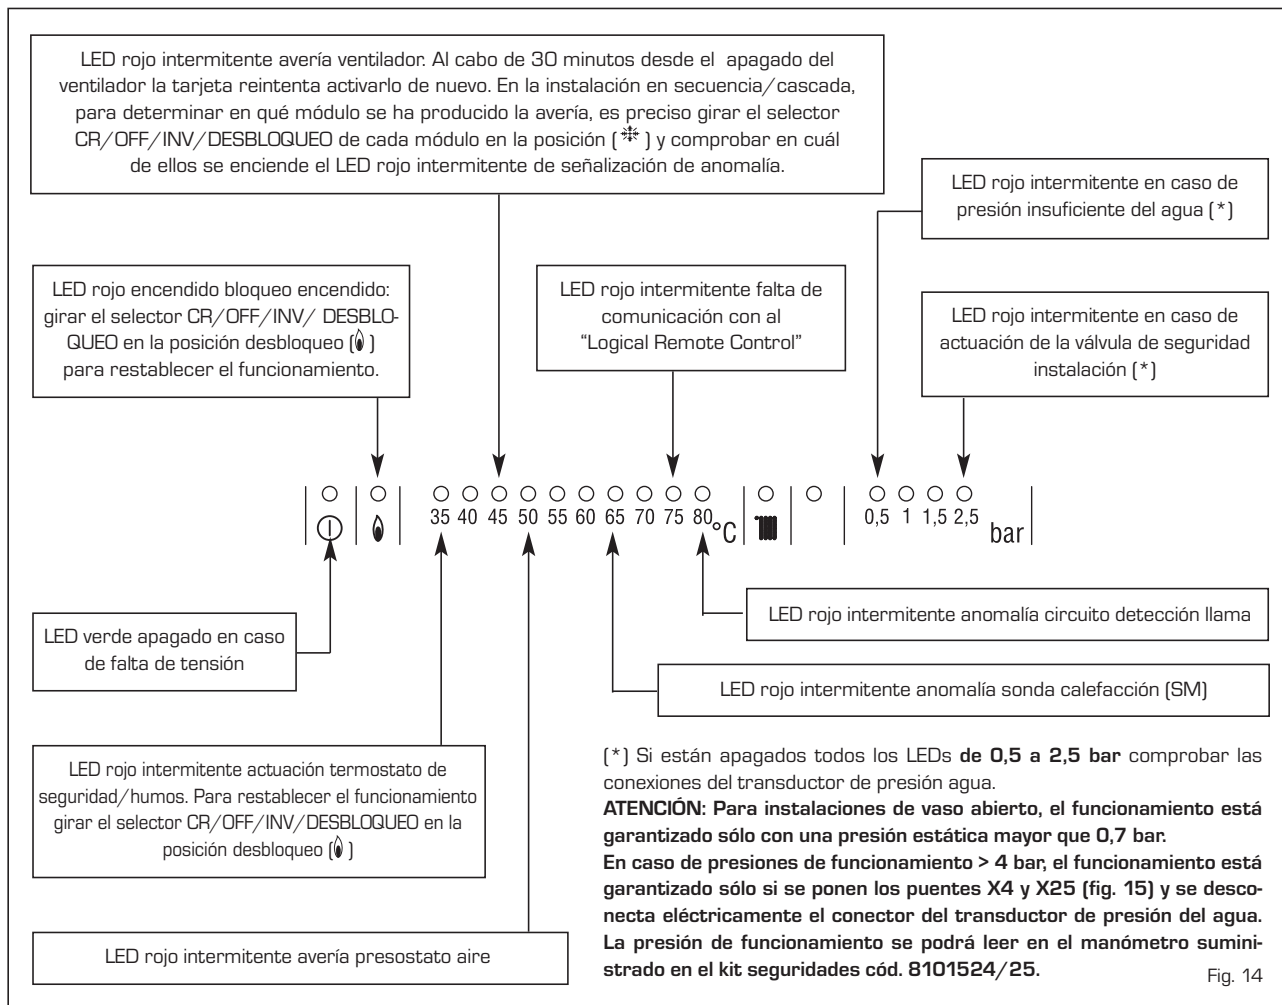 LED rojo intermitente avería ventilador. Al cabo de 30 minutos desde el apagado del
ventilador la tarjeta reintenta activarlo de nuevo. En la instalación en secuencia/cascada,
para determinar en qué módulo se ha producido la avería, es preciso girar el selector
CR/OFF/INV/DESBLOQUEO de cada módulo en la posición ( ) y comprobar en cuál
de ellos se enciende el LED rojo intermitente de señalización de anomalía.
LED rojo intermitente en caso de
presión insuficiente del agua (*)
LED rojo encendido bloqueo encendido:
girar el selector CR/OFF/INV/ DESBLO-
QUEO en la posición desbloqueo ( )
para restablecer el funcionamiento.
LED rojo intermitente falta de
comunicación con al
“Logical Remote Control”
LED rojo intermitente en caso de
actuación de la válvula de seguridad
instalación (*)
35 40 45 50 55 60 65 70 75 80 °C 0,5 1 1,5 2,5 bar
LED rojo intermitente anomalía circuito detección llama
LED verde apagado en caso
de falta de tensión
LED rojo intermitente anomalía sonda calefacción (SM)
LED rojo intermitente actuación termostato de
seguridad/humos. Para restablecer el funcionamiento
girar el selector CR/OFF/INV/DESBLOQUEO en la
posición desbloqueo ( )
LED rojo intermitente avería presostato aire
(*) Si están apagados todos los LEDs de 0,5 a 2,5 bar comprobar las
conexiones del transductor de presión agua.
ATENCIÓN: Para instalaciones de vaso abierto, el funcionamiento está
garantizado sólo con una presión estática mayor que 0,7 bar.
En caso de presiones de funcionamiento > 4 bar, el funcionamiento está
garantizado sólo si se ponen los puentes X4 y X25 (fig. 15) y se desco-
necta eléctricamente el conector del transductor de presión del agua.
La presión de funcionamiento se podrá leer en el manómetro sumini-
strado en el kit seguridades cód. 8101524/25.
Fig. 14